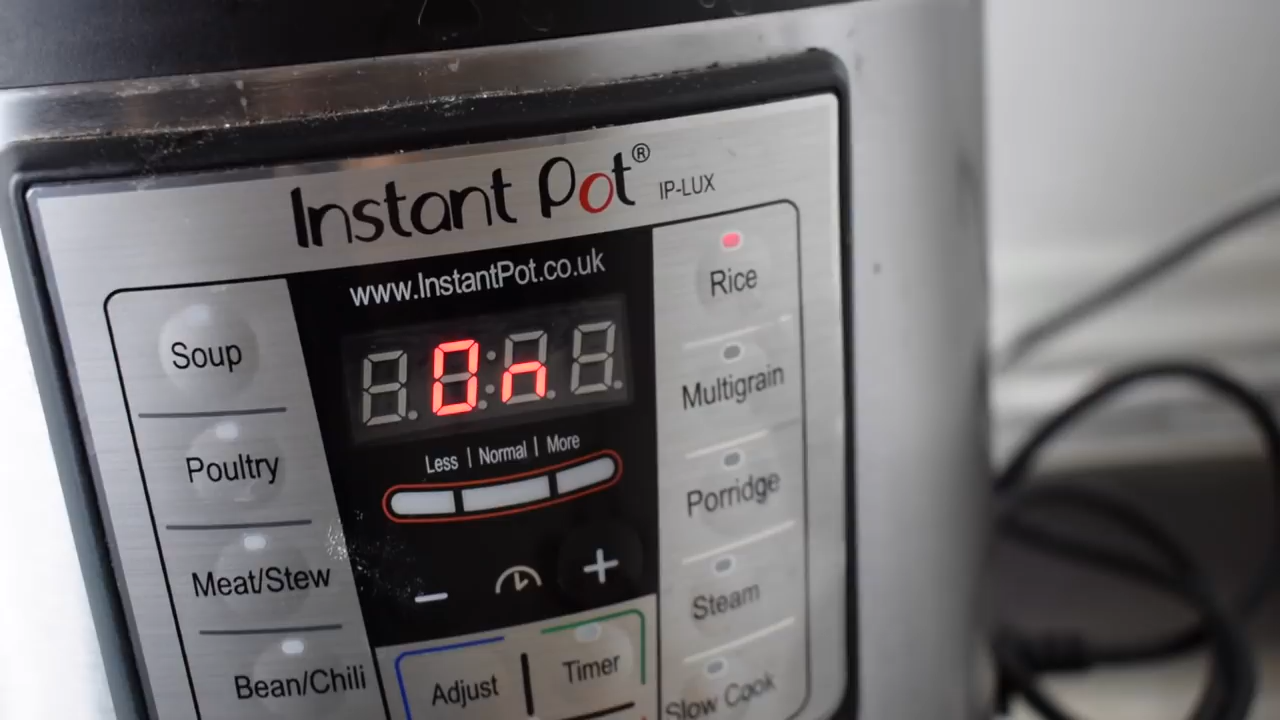 Instant Pot® IP-LUX
www.InstantPot.co.uk
On
Less | Normal | More
Soup
Poultry
Meat/Stew
Bean/Chili
Adjust
Timer
Rice
Multigrain
Porridge
Steam
Slow Cook